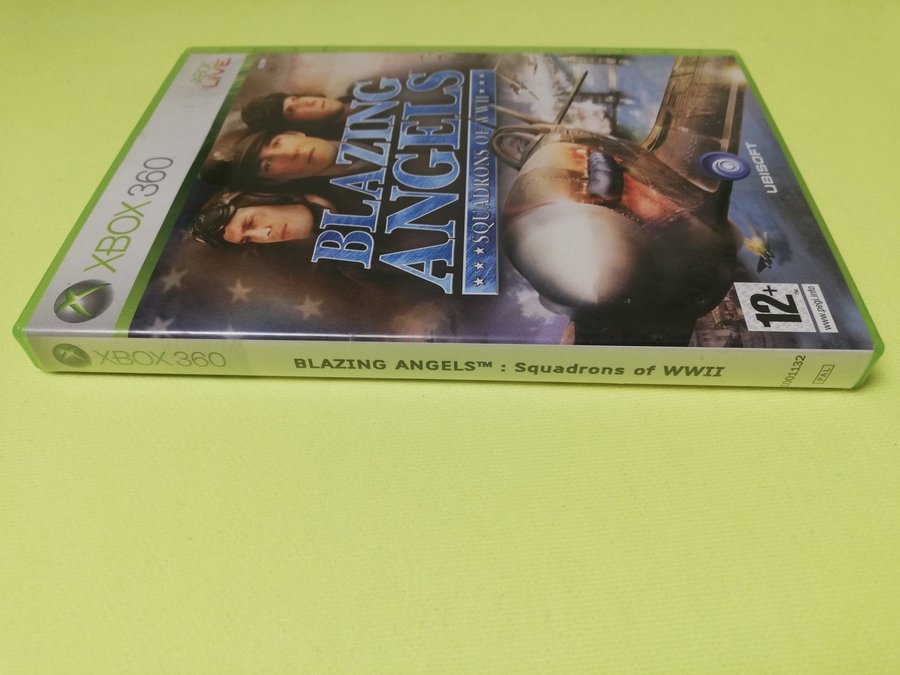 XBOX
LIVE
XBOX 360
BLAZING
ANGELS
SQUADRONS OF WWII
UBISOFT
12+
www.pegi.info
XBOX 360
BLAZING ANGELS™ : Squadrons of WWII
PAL